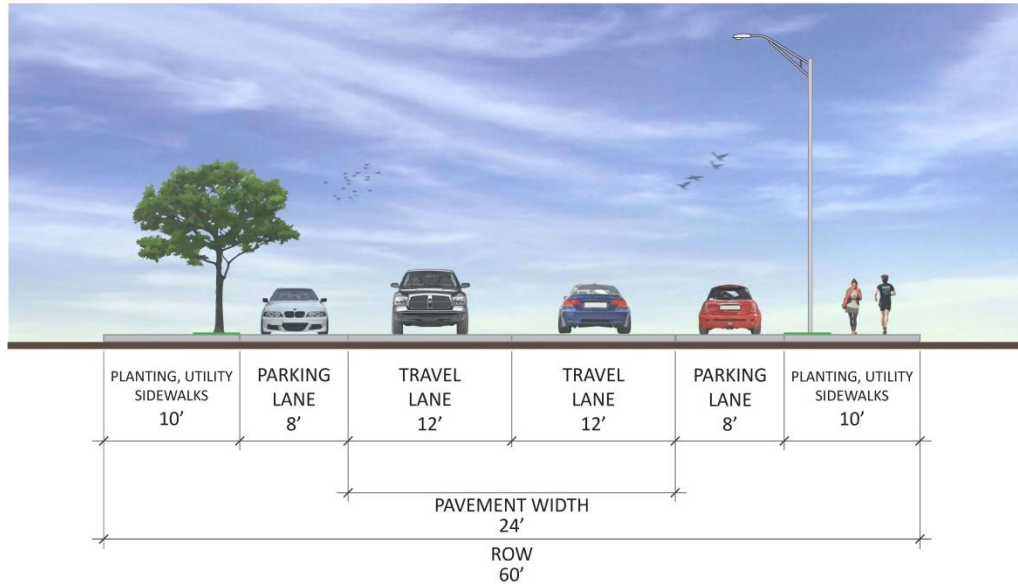 PLANTING, UTILITY
SIDEWALKS
10'
PARKING
LANE
8'
TRAVEL
LANE
12'
TRAVEL
LANE
12'
PARKING
LANE
8'
PLANTING, UTILITY
SIDEWALKS
10'
PAVEMENT WIDTH
24'
ROW
60'